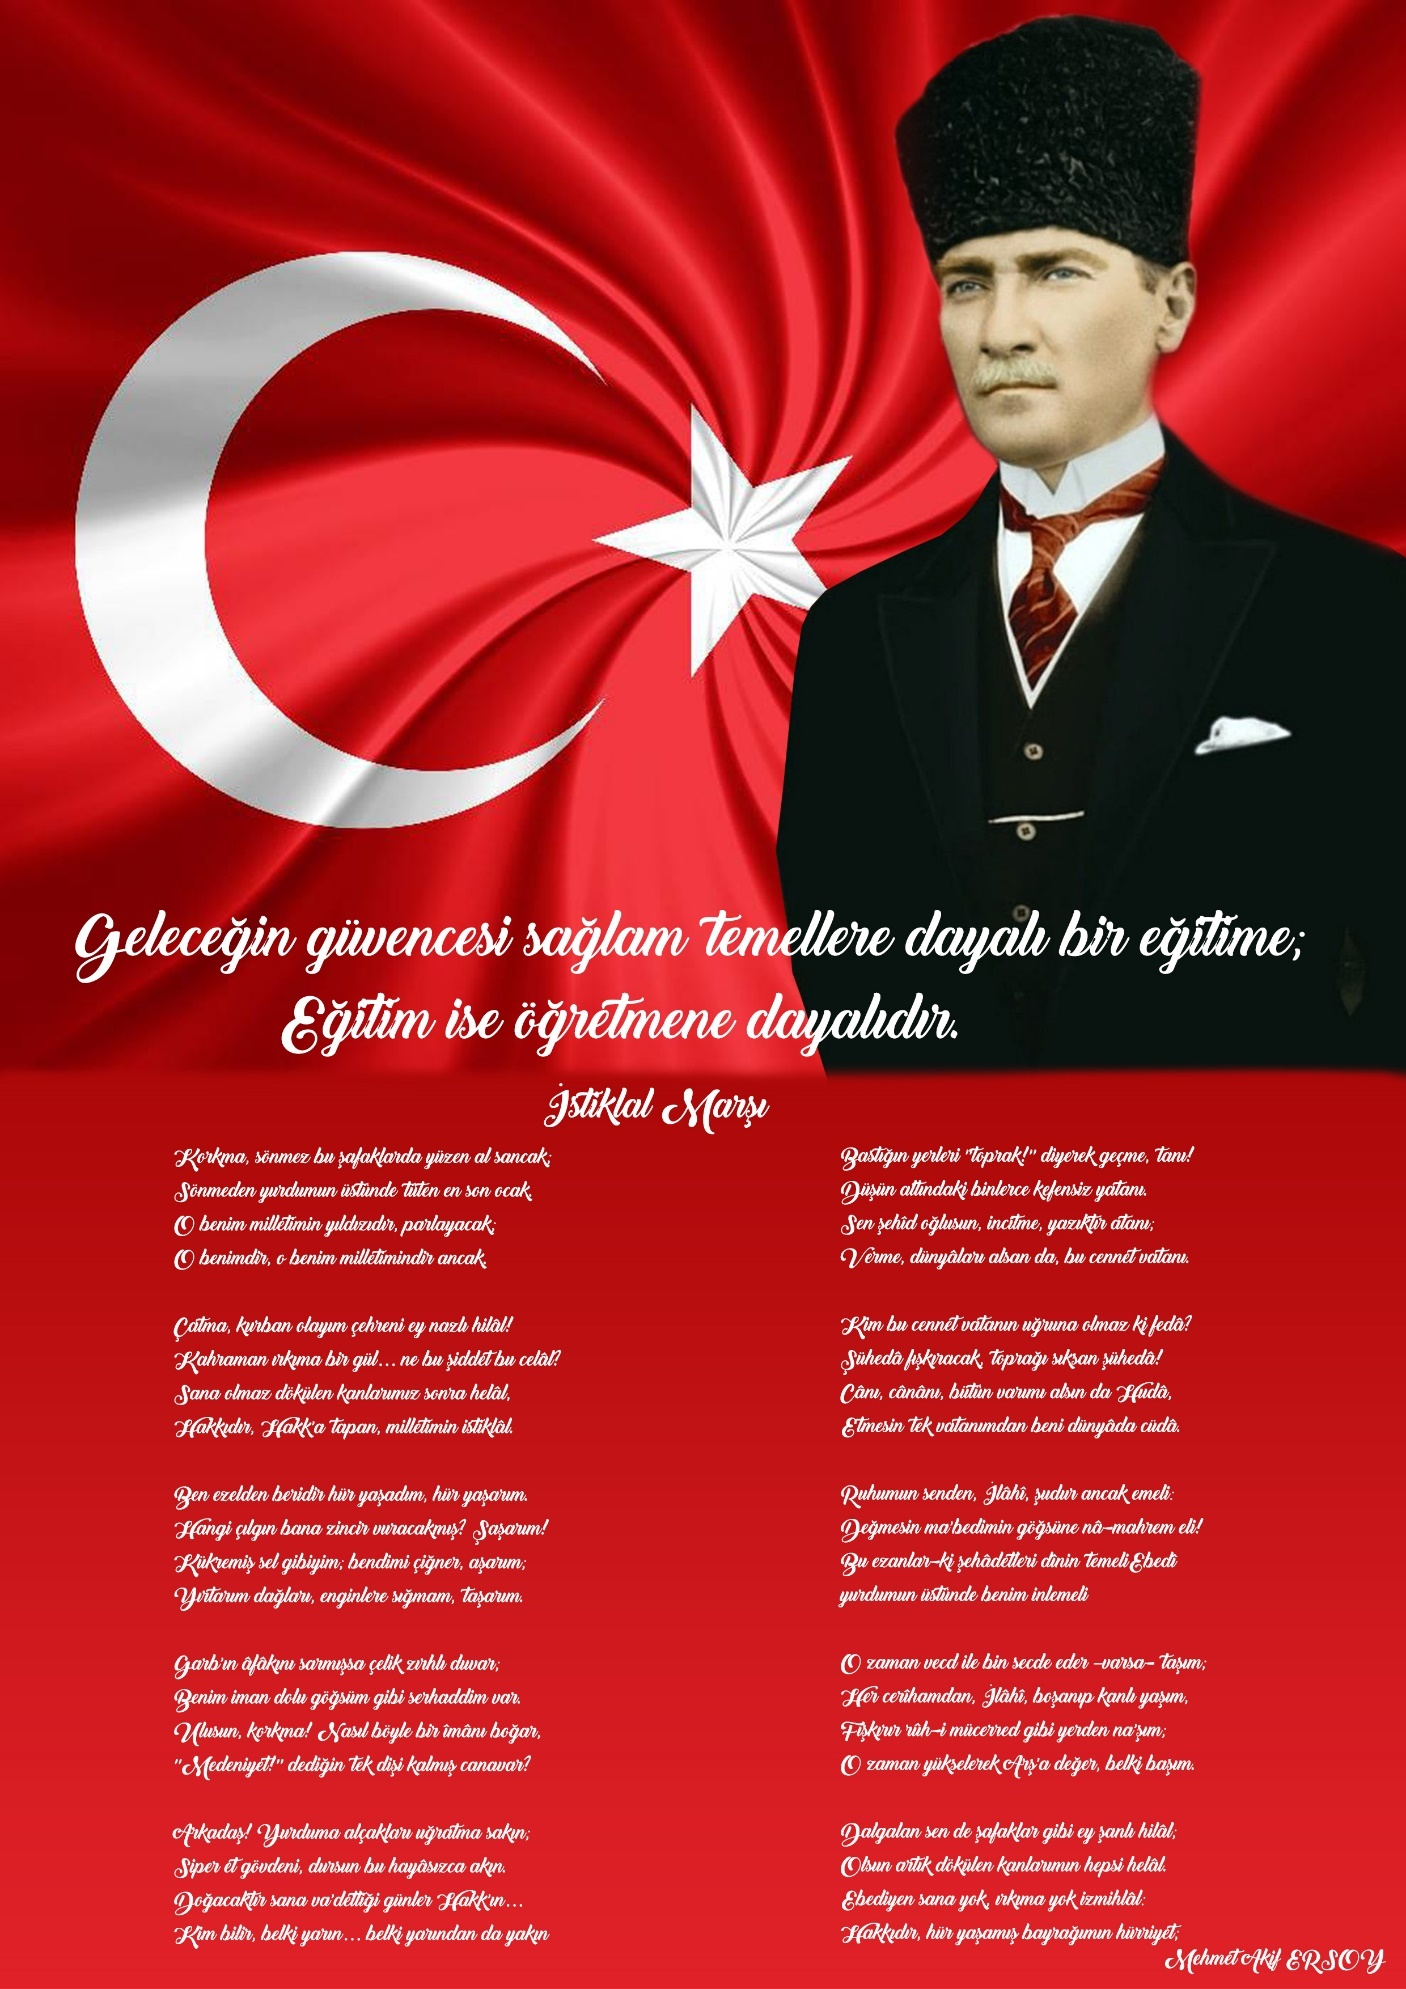 Geleceğin güvencesi sağlam temellere dayalı bir eğitime;
Eğitim ise öğretmene dayalıdır.
İstiklal Marşı
Korkma, sönmez bu şafaklarda yüzen al sancak;
Sönmeden yurdumun üstünde tüten en son ocak.
O benim milletimin yıldızıdır, parlayacak;
O benimdir, o benim milletimindir ancak.
Çatma, kurban olayım çehreni ey nazlı hilâl!
Kahraman ırkıma bir gül... ne bu şiddet bu celâl?
Sana olmaz dökülen kanlarımız sonra helâl,
Hakkıdır, Hakk'a tapan, milletimin istiklâl.
Ben ezelden beridir hür yaşadım, hür yaşarım.
Hangi çılgın bana zincir vuracakmış? Şaşarım!
Kükremiş sel gibiyim; bendimi çiğner, aşarım;
Yırtarım dağları, enginlere sığmam, taşarım.
Garb'ın âfâkını sarmışsa çelik zırhlı duvar;
Benim iman dolu göğsüm gibi serhaddim var.
Ulusun, korkma! Nasıl böyle bir îmânı boğar,
"Medeniyet!" dediğin tek dişi kalmış canavar?
Arkadaş! Yurduma alçakları uğratma sakın;
Siper et gövdeni, dursun bu hayâsızca akın.
Doğacaktır sana va'dettiği günler Hakk'ın...
Kim bilir, belki yarın... belki yarından da yakın
Bastığın yerleri "toprak!" diyerek geçme, tanı!
Düşün altındaki binlerce kefensiz yatanı.
Sen şehîd oğlusun, incitme, yazıktır atanı;
Verme, dünyâları alsan da, bu cennet vatanı.
Kim bu cennet vatanın uğruna olmaz ki fedâ?
Şühedâ fışkıracak, toprağı sıksan şühedâ!
Cânı, cânânı, bütün varımı alsın da Hudâ,
Etmesin tek vatanımdan beni dünyâda cüdâ.
Ruhumun senden, İlâhî, şudur ancak emeli:
Değmesin ma'bedimin göğsüne nâ-mahrem eli!
Bu ezanlar-ki şehâdetleri dinin temeli Ebedi
yurdumun üstünde benim inlemeli
O zaman vecd ile bin secde eder -varsa- taşım;
Her cerîhamdan, İlâhî, boşanıp kanlı yaşım,
Fışkırır rûh-i mücerred gibi yerden na'şım;
O zaman yükselerek Arş'a değer, belki başım.
Dalgalan sen de şafaklar gibi ey şanlı hilâl;
Olsun artık dökülen kanlarımın hepsi helâl.
Ebediyen sana yok, ırkıma yok izmihlâl:
Hakkıdır, hür yaşamış bayrağımın hürriyet;
Mehmet Akif ERSOY